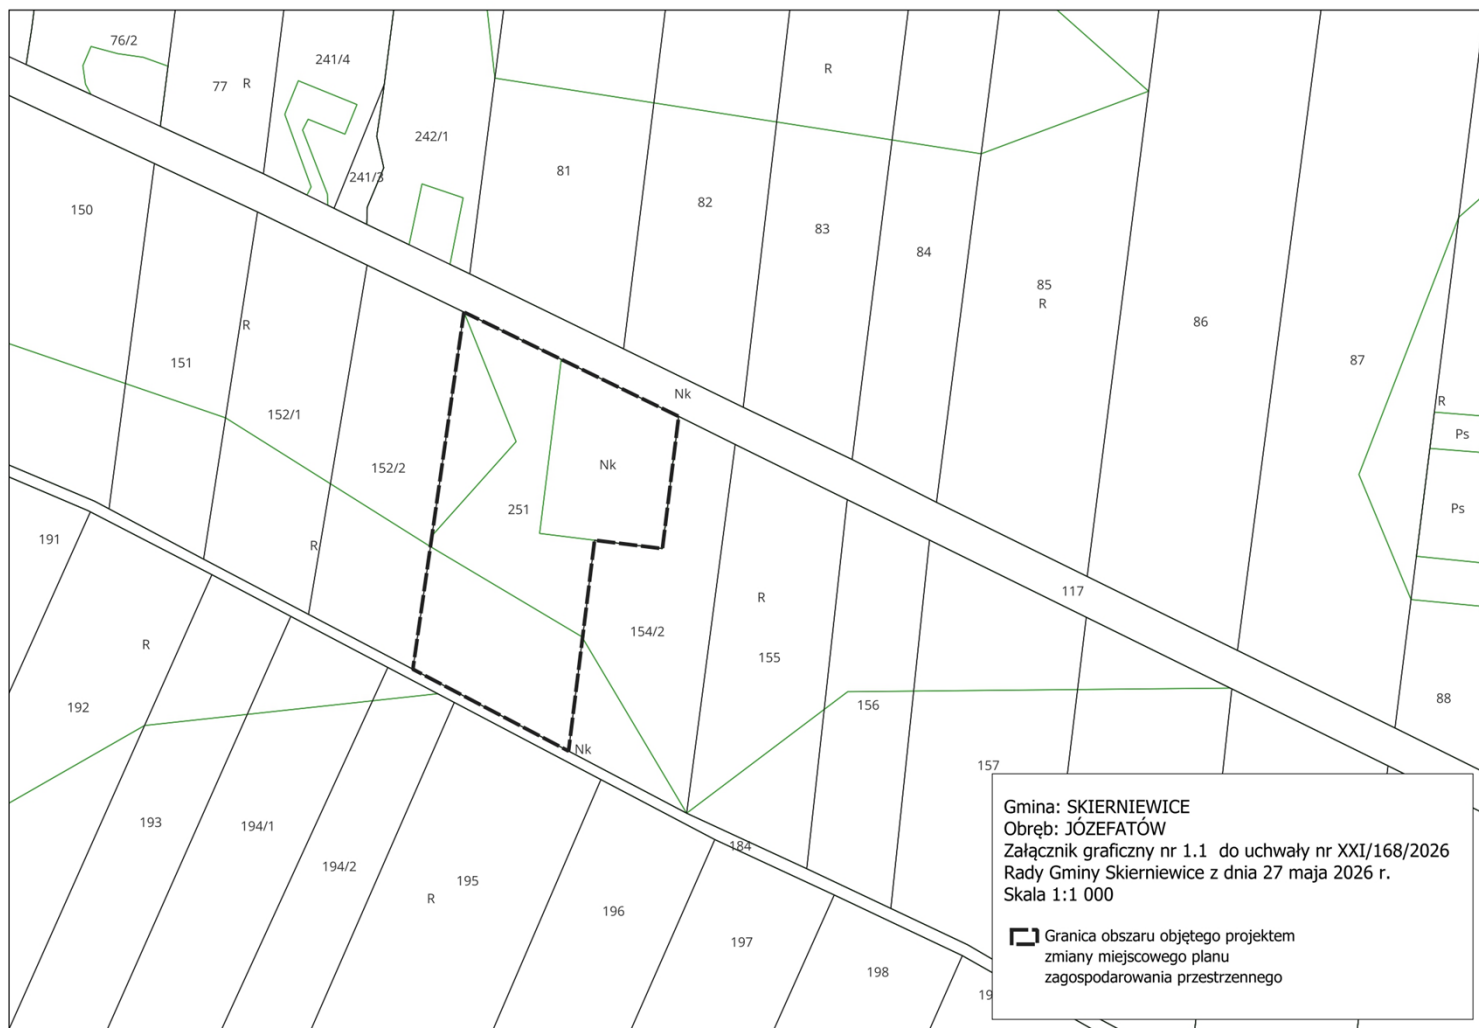 76/2
241/4
R
77
R
242/1
81
241/3
82
150
83
84
85
R
86
R
151
87
Nk
R
152/1
Ps
Nk
152/2
Ps
251
191
R
117
R
154/2
R
155
192
88
156
Nk
157
193
194/1
184
194/2
195
R
196
197
198
Gmina: SKIERNIEWICE
Obręb: JÓZEFATÓW
Załącznik graficzny nr 1.1 do uchwały nr XXI/168/2026
Rady Gminy Skierniewice z dnia 27 maja 2026 r.
Skala 1:1 000
Granica obszaru objętego projektem
zmiany miejscowego planu
zagospodarowania przestrzennego